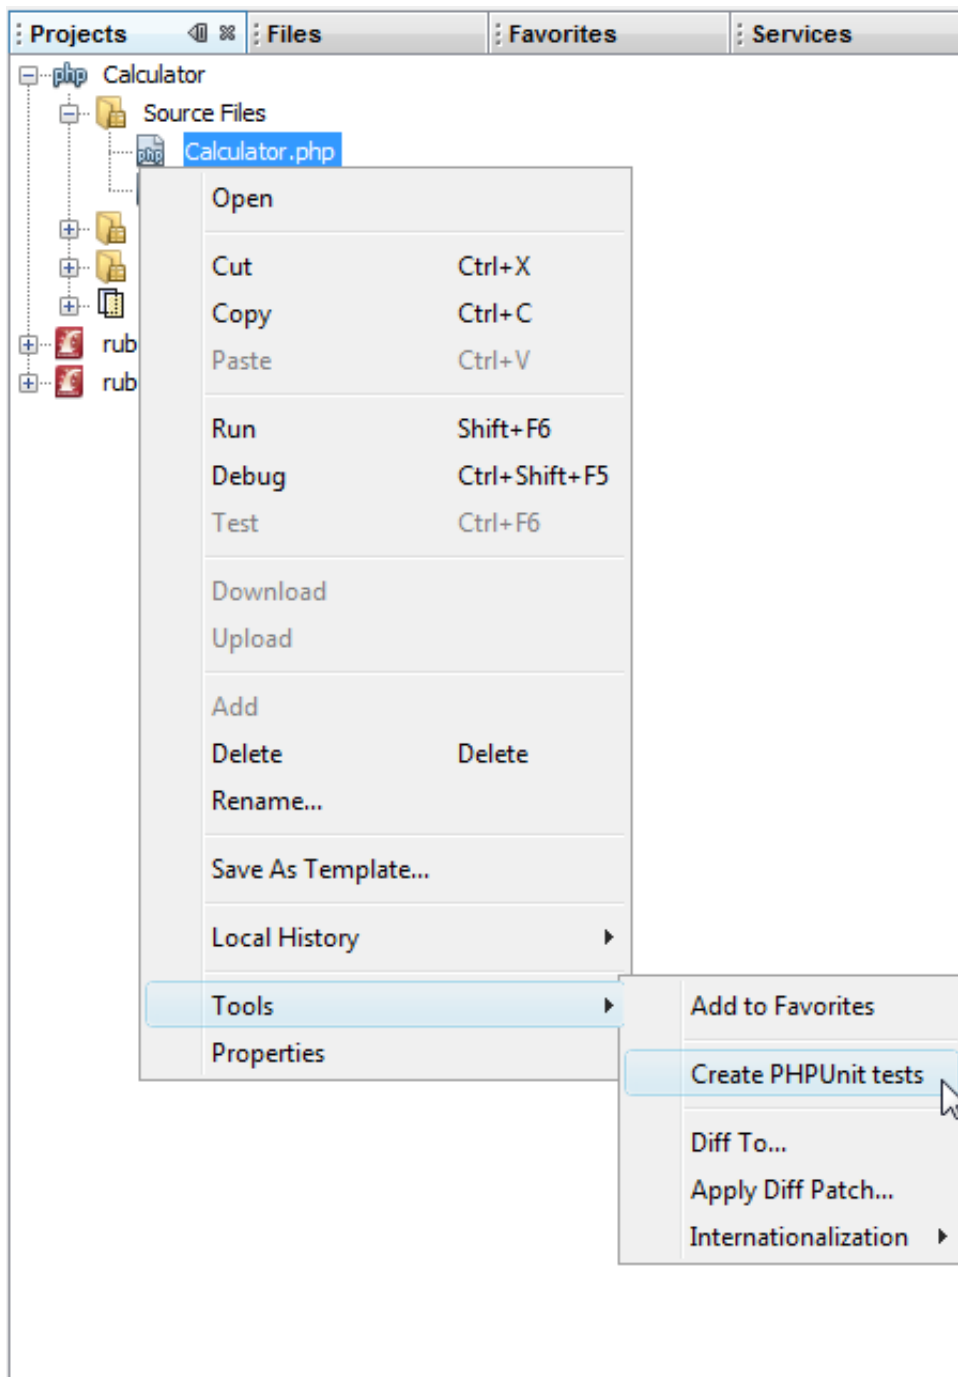 Projects Files Favorites Services
php Calculator
Source Files
php Calculator.php
Open
Cut Ctrl+X
Copy Ctrl+C
Paste Ctrl+V
rub
rub
Run Shift+F6
Debug Ctrl+Shift+F5
Test Ctrl+F6
Download
Upload
Add
Delete Delete
Rename...
Save As Template...
Local History
Tools
Properties
Add to Favorites
Create PHPUnit tests
Diff To...
Apply Diff Patch...
Internationalization